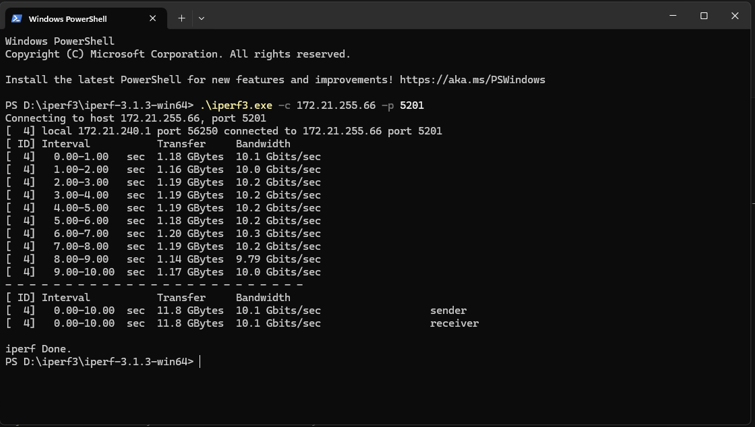 Windows PowerShell
Windows PowerShell
Copyright (C) Microsoft Corporation. All rights reserved.
Install the latest PowerShell for new features and improvements! https://aka.ms/PSWindows
PS D:\iperf3\iperf-3.1.3-win64> .\iperf3.exe -c 172.21.255.66 -p 5201
Connecting to host 172.21.255.66, port 5201
[  4] local 172.21.240.1 port 56250 connected to 172.21.255.66 port 5201
[ ID] Interval           Transfer     Bandwidth
[  4]   0.00-1.00   sec  1.18 GBytes  10.1 Gbits/sec
[  4]   1.00-2.00   sec  1.16 GBytes  10.0 Gbits/sec
[  4]   2.00-3.00   sec  1.19 GBytes  10.2 Gbits/sec
[  4]   3.00-4.00   sec  1.19 GBytes  10.2 Gbits/sec
[  4]   4.00-5.00   sec  1.19 GBytes  10.2 Gbits/sec
[  4]   5.00-6.00   sec  1.18 GBytes  10.2 Gbits/sec
[  4]   6.00-7.00   sec  1.20 GBytes  10.3 Gbits/sec
[  4]   7.00-8.00   sec  1.19 GBytes  10.2 Gbits/sec
[  4]   8.00-9.00   sec  1.14 GBytes  9.79 Gbits/sec
[  4]   9.00-10.00  sec  1.17 GBytes  10.0 Gbits/sec
- - - - - - - - - - - - - - - - - - - - - - - - -
[ ID] Interval           Transfer     Bandwidth
[  4]   0.00-10.00  sec  11.8 GBytes  10.1 Gbits/sec                  sender
[  4]   0.00-10.00  sec  11.8 GBytes  10.1 Gbits/sec                  receiver
iperf Done.
PS D:\iperf3\iperf-3.1.3-win64>